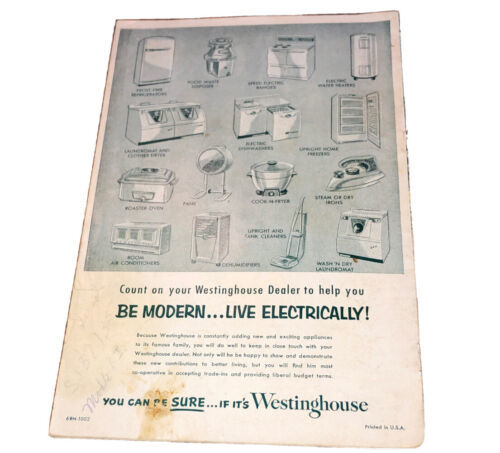 FROST FREE REFRIGERATORS
FOOD WASTE DISPOSER
SPEED ELECTRIC RANGES
ELECTRIC WATER HEATERS
LAUNDROMAT AND CLOTHES DRYER
ELECTRIC DISHWASHERS
UPRIGHT HOME FREEZERS
ROASTER OVEN
FANS
COOK-N-FRYER
STEAM OR DRY IRONS
ROOM AIR CONDITIONERS
DEHUMIDIFIERS
UPRIGHT AND TANK CLEANERS
WASH 'N DRY LAUNDROMAT
Count on your Westinghouse Dealer to help you
BE MODERN...LIVE ELECTRICALLY!
Because Westinghouse is constantly adding new and exciting appliances
to its famous family, you will do well to keep in close touch with your
Westinghouse dealer. Not only will he be happy to show and demonstrate
these new contributions to better living, but you will find him most
co-operative in accepting trade-ins and providing liberal budget terms.
YOU CAN BE SURE...IF IT'S Westinghouse
Printed in U.S.A.